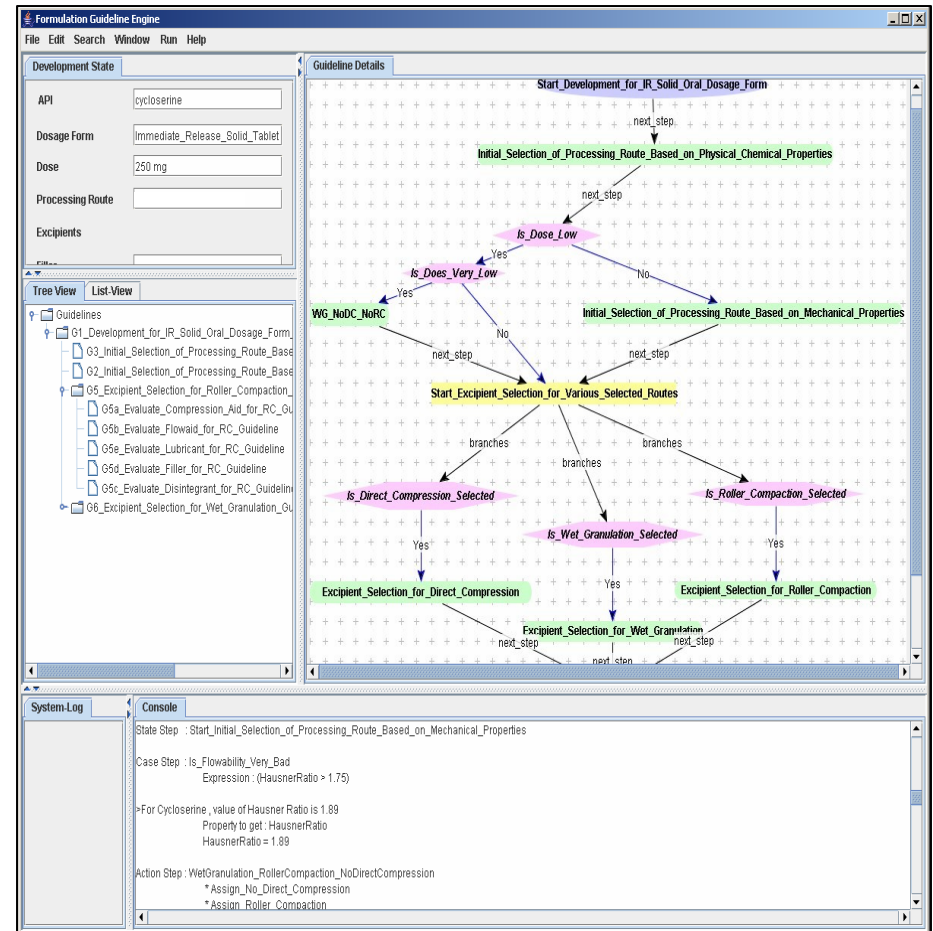 Formulation Guideline Engine
File Edit Search Window Run Help
Development State
API
cycloserine
Dosage Form
Immediate_Release_Solid_Tablet
Dose
250 mg
Processing Route
Excipients
Filler
Tree View List-View
Guidelines
G1_Development_for_IR_Solid_Oral_Dosage_Form_
G3_Initial_Selection_of_Processing_Route_Base
G2_Initial_Selection_of_Processing_Route_Base
G5_Excipient_Selection_for_Roller_Compaction_
G5a_Evaluate_Compression_Aid_for_RC_Gu
G5b_Evaluate_Flowaid_for_RC_Guideline
G5e_Evaluate_Lubricant_for_RC_Guideline
G5d_Evaluate_Filler_for_RC_Guideline
G5c_Evaluate_Disintegrant_for_RC_Guidelin
G6_Excipient_Selection_for_Wet_Granulation_Gu
Guideline Details
Start_Development_for_IR_Solid_Oral_Dosage_Form
next_step
Initial_Selection_of_Processing_Route_Based_on_Physical_Chemical_Properties
next_step
Is_Dose_Low
Yes
Is_Does_Very_Low
No
Yes
WG_NoDC_NoRC
Initial_Selection_of_Processing_Route_Based_on_Mechanical_Properties
No
next_step
next_step
Start_Excipient_Selection_for_Various_Selected_Routes
branches
branches
branches
Is_Direct_Compression_Selected
Is_Roller_Compaction_Selected
Is_Wet_Granulation_Selected
Yes
Yes
Yes
Excipient_Selection_for_Direct_Compression
Excipient_Selection_for_Roller_Compaction
Excipient_Selection_for_Wet_Granulation
next_step
next_step
next_step
System-Log
Console
State Step : Start_Initial_Selection_of_Processing_Route_Based_on_Mechanical_Properties
Case Step : Is_Flowability_Very_Bad
Expression : (HausnerRatio > 1.75)
>For Cycloserine , value of Hausner Ratio is 1.89
Property to get : HausnerRatio
HausnerRatio = 1.89
Action Step : WetGranulation_RollerCompaction_NoDirectCompression
* Assign_No_Direct_Compression
* Assign_Roller_Compaction